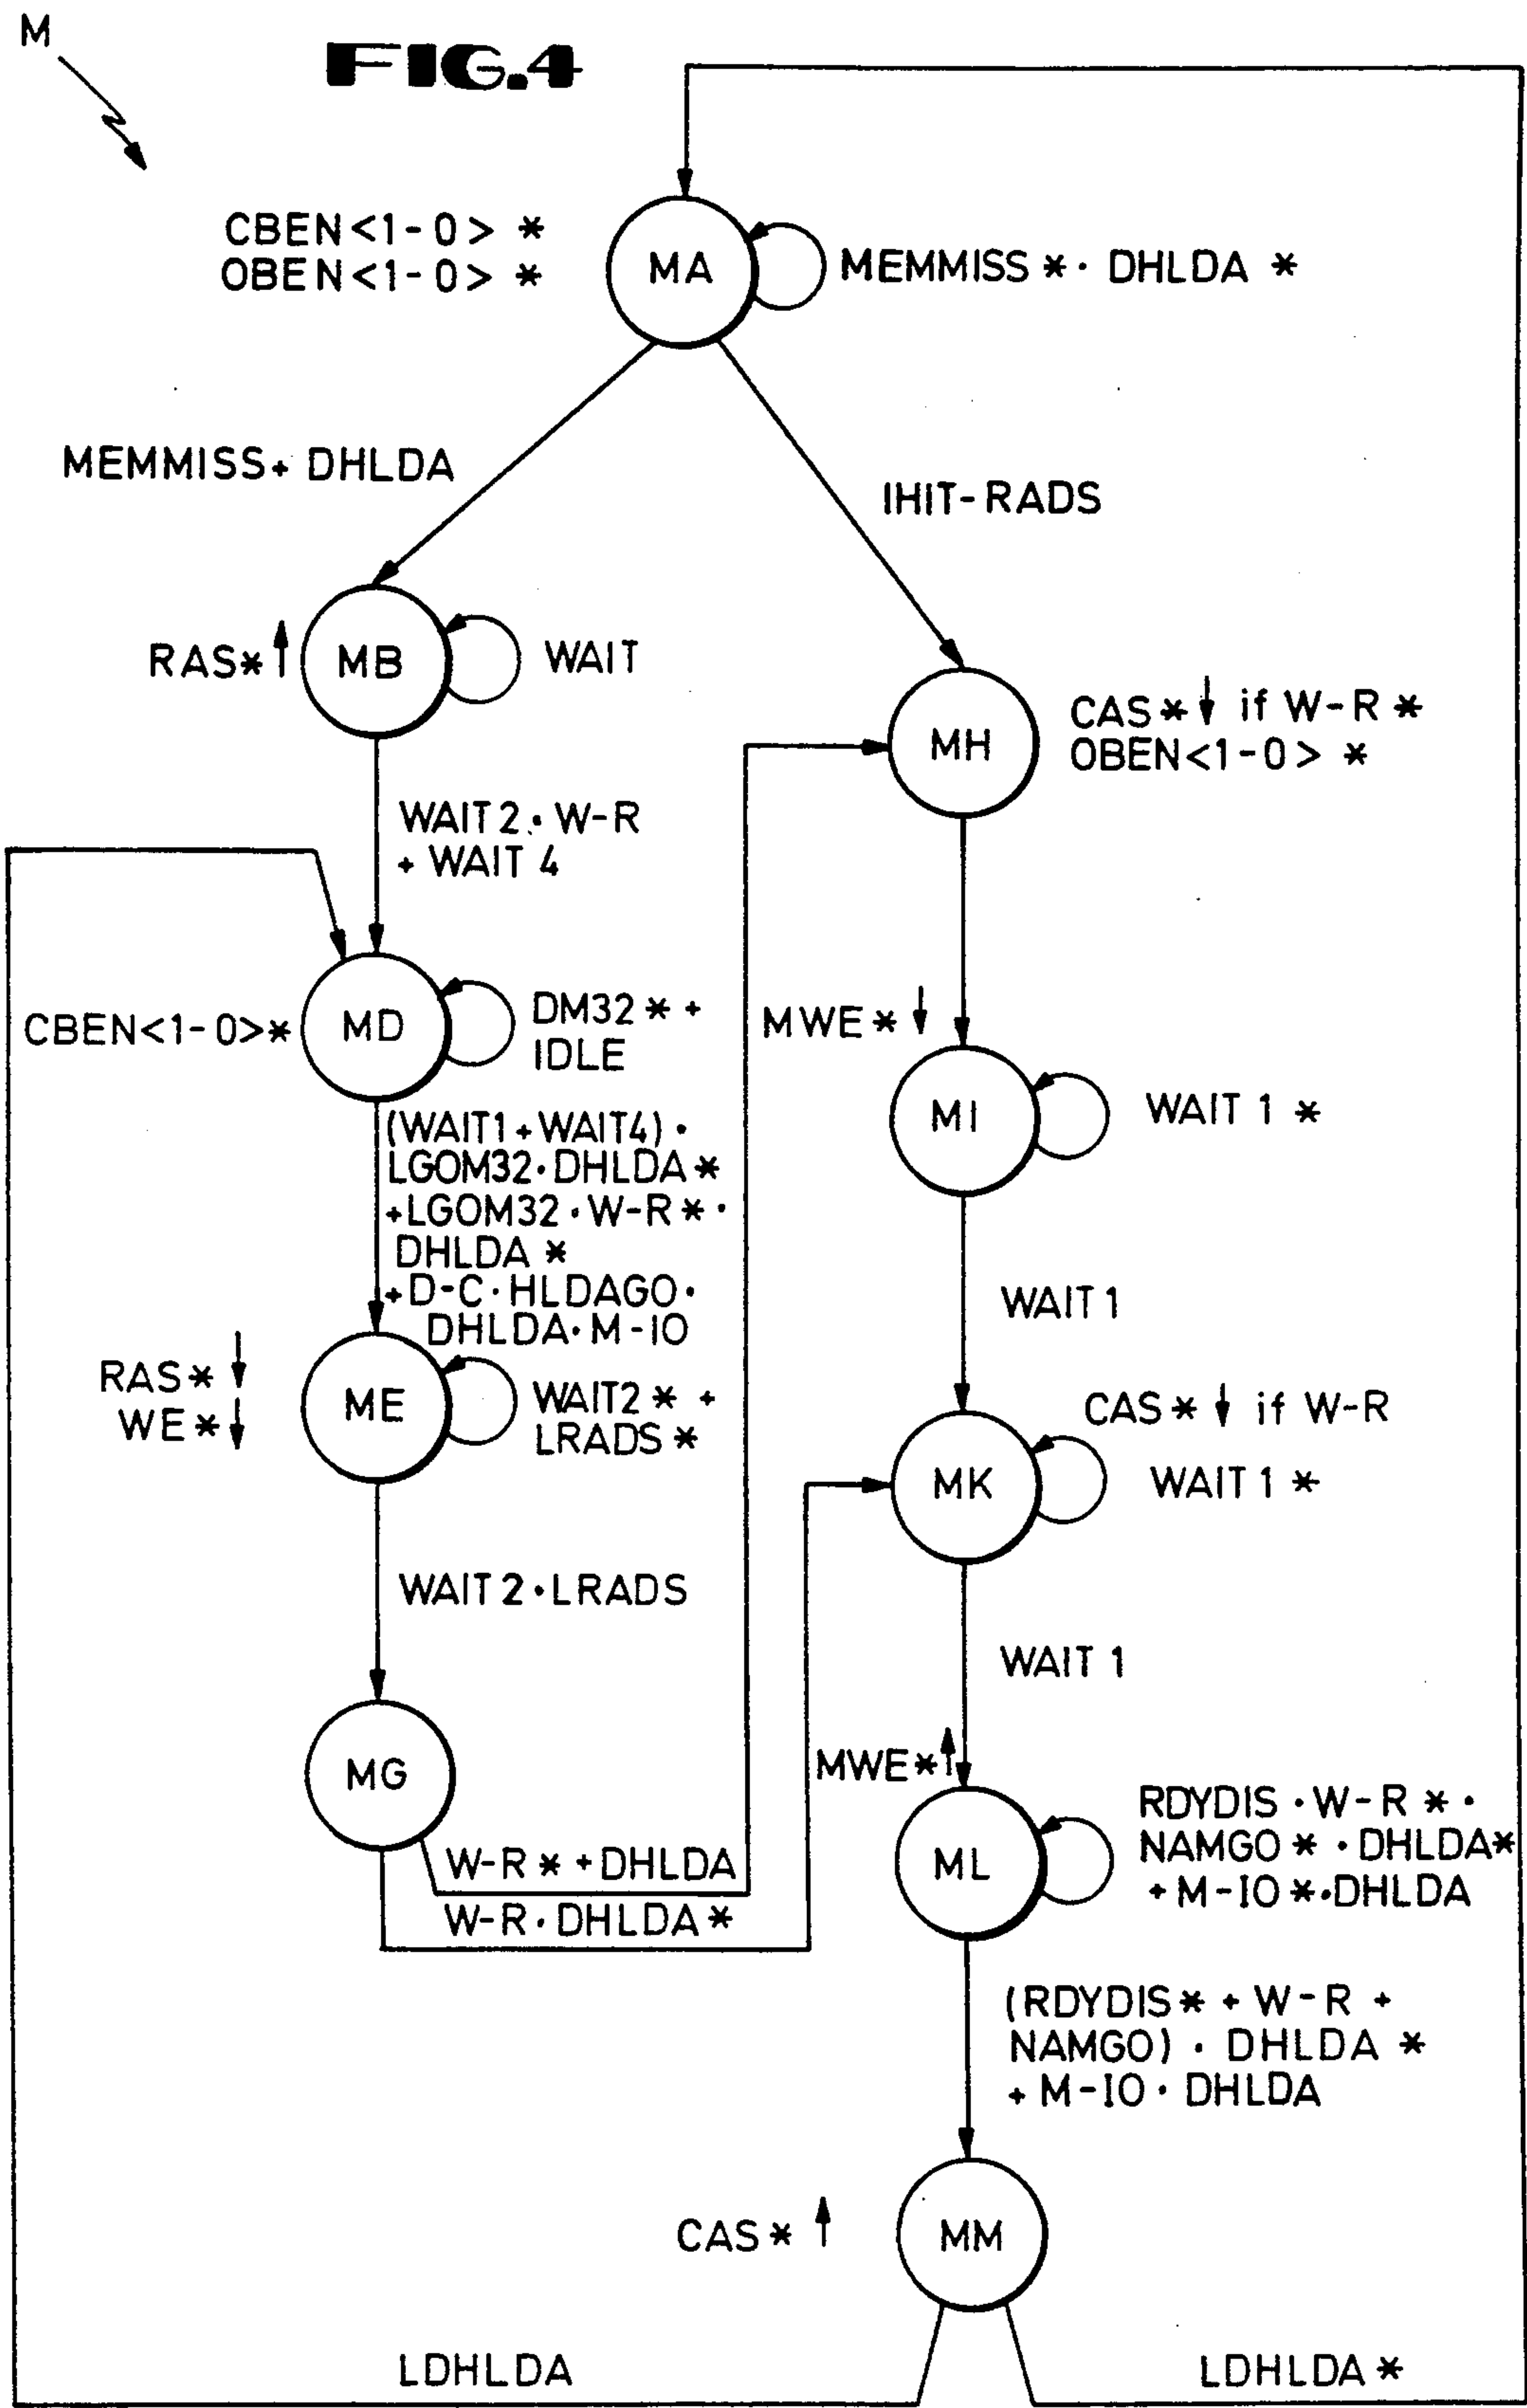 M
FIG.4
CBEN<1-0> *
OBEN<1-0> *
MA
MEMMISS * · DHLDA *
MEMMISS + DHLDA
IHIT-RADS
RAS*↑
MB
WAIT
MH
CAS*↓ if W-R *
OBEN<1-0> *
WAIT 2 · W-R
+ WAIT 4
CBEN<1-0>*
MD
DM32 * +
IDLE
MWE *↓
MI
WAIT 1 *
(WAIT1+WAIT4) ·
LGOM32·DHLDA *
+LGOM32·W-R * ·
DHLDA *
+D-C·HLDAGO·
DHLDA·M-IO
WAIT 1
RAS*↓
WE*↓
ME
WAIT2 * +
LRADS *
CAS*↓ if W-R
MK
WAIT 1 *
WAIT 2·LRADS
WAIT 1
MG
MWE*↑
ML
RDYDIS · W-R * ·
NAMGO * · DHLDA*
+ M-IO *·DHLDA
W-R * +DHLDA
W-R·DHLDA *
(RDYDIS* + W-R +
NAMGO) · DHLDA *
+ M-IO · DHLDA
CAS * ↑
MM
LDHLDA
LDHLDA *